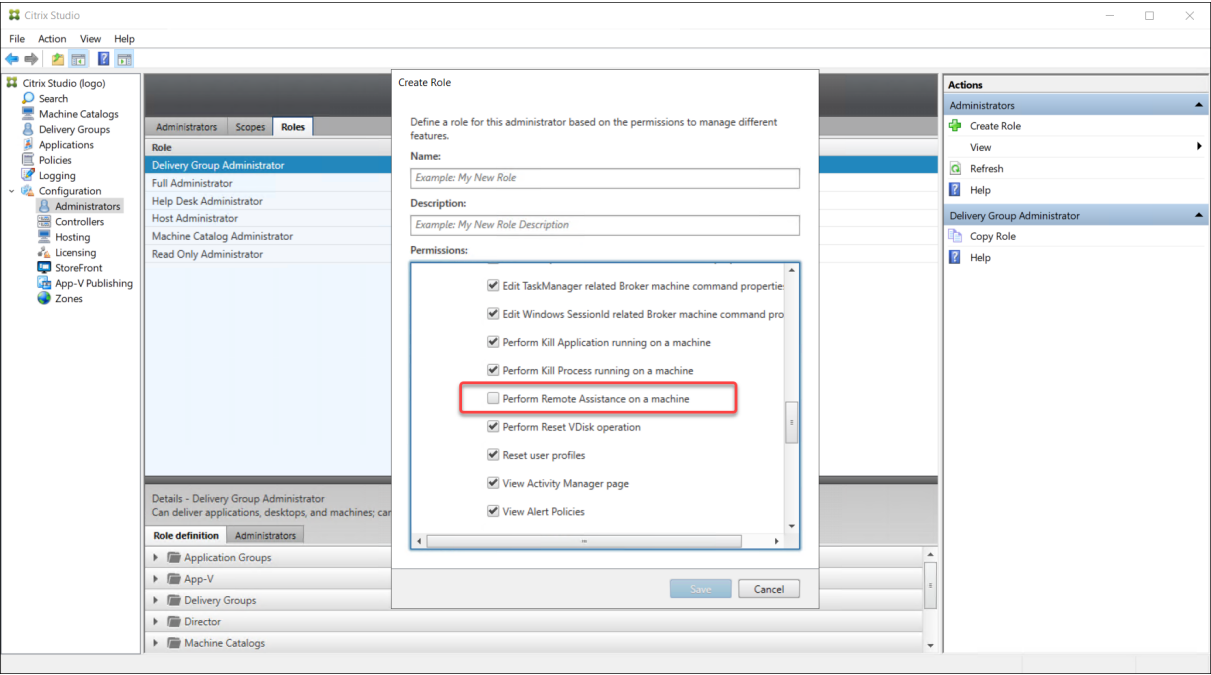 Citrix Studio
File Action View Help
Citrix Studio (logo)
Search
Machine Catalogs
Delivery Groups
Applications
Policies
Logging
Configuration
Administrators
Controllers
Hosting
Licensing
StoreFront
App-V Publishing
Zones
Administrators Scopes Roles
Role
Delivery Group Administrator
Full Administrator
Help Desk Administrator
Host Administrator
Machine Catalog Administrator
Read Only Administrator
Details - Delivery Group Administrator
Can deliver applications, desktops, and machines; car
Role definition Administrators
Application Groups
App-V
Delivery Groups
Director
Machine Catalogs
Create Role
Define a role for this administrator based on the permissions to manage different
features.
Name:
Example: My New Role
Description:
Example: My New Role Description
Permissions:
Edit TaskManager related Broker machine command properties
Edit Windows SessionId related Broker machine command pro
Perform Kill Application running on a machine
Perform Kill Process running on a machine
Perform Remote Assistance on a machine
Perform Reset VDisk operation
Reset user profiles
View Activity Manager page
View Alert Policies
Save Cancel
Actions
Administrators
Create Role
View
Refresh
Help
Delivery Group Administrator
Copy Role
Help